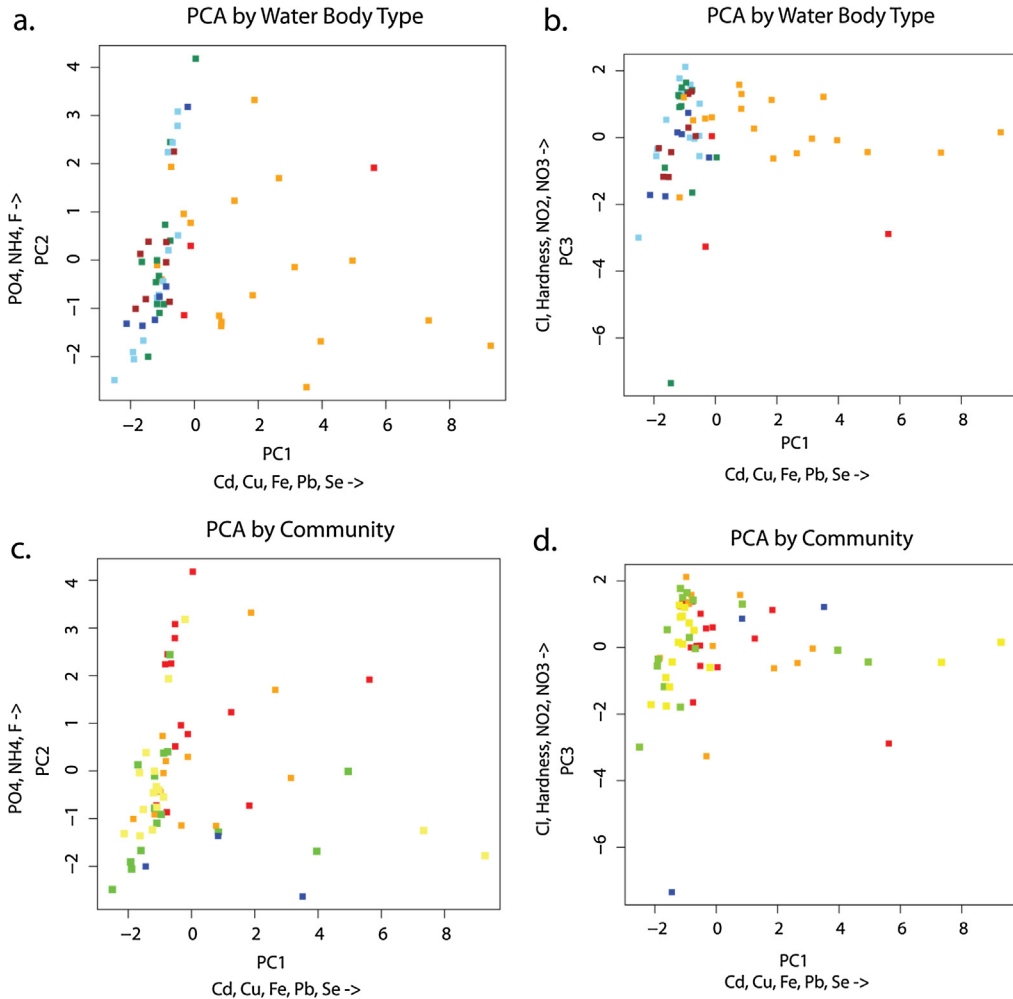 a.
PCA by Water Body Type
4
3
2
1
0
−1
−2
PO4, NH4, F ->
PC2
−2
0
2
4
6
8
PC1
Cd, Cu, Fe, Pb, Se ->
b.
PCA by Water Body Type
2
0
−2
−4
−6
Cl, Hardness, NO2, NO3 ->
PC3
−2
0
2
4
6
8
PC1
Cd, Cu, Fe, Pb, Se ->
c.
PCA by Community
4
3
2
1
0
−1
−2
PO4, NH4, F ->
PC2
−2
0
2
4
6
8
PC1
Cd, Cu, Fe, Pb, Se ->
d.
PCA by Community
2
0
−2
−4
−6
Cl, Hardness, NO2, NO3 ->
PC3
−2
0
2
4
6
8
PC1
Cd, Cu, Fe, Pb, Se ->